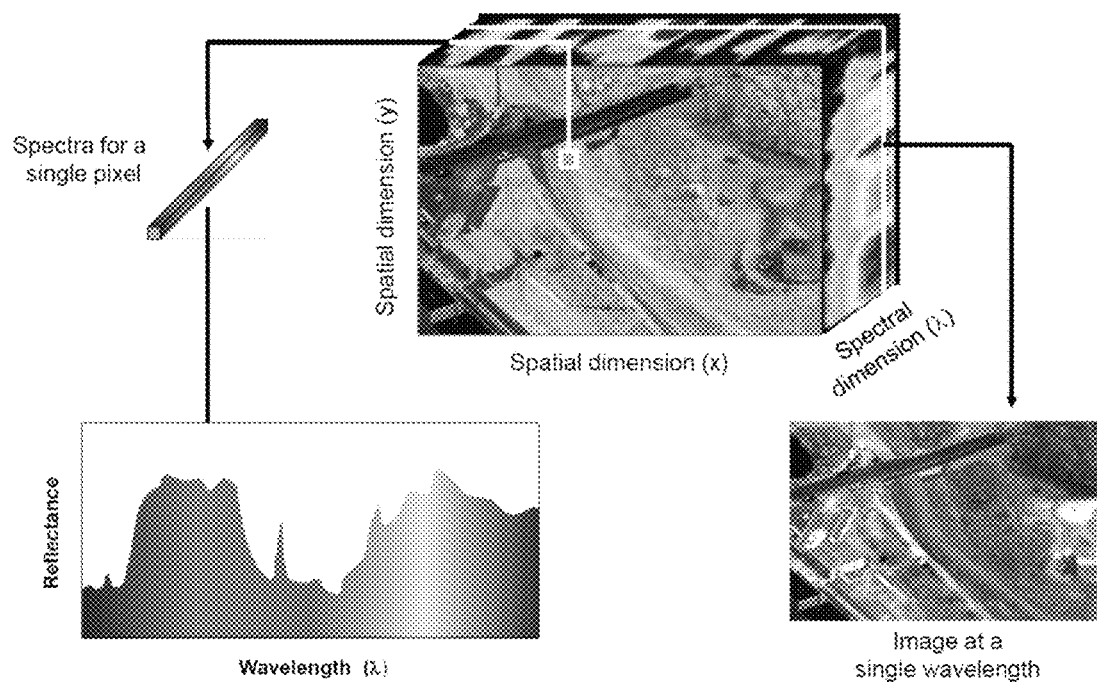 Spectra for a
single pixel
Spatial dimension (y)
Spatial dimension (x)
Spectral
dimension (λ)
Reflectance
Wavelength (λ)
Image at a
single wavelength